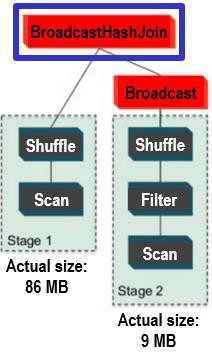 BroadcastHashJoin
Broadcast
Shuffle
Scan
Stage 1
Actual size:
86 MB
Shuffle
Filter
Scan
Stage 2
Actual size:
9 MB